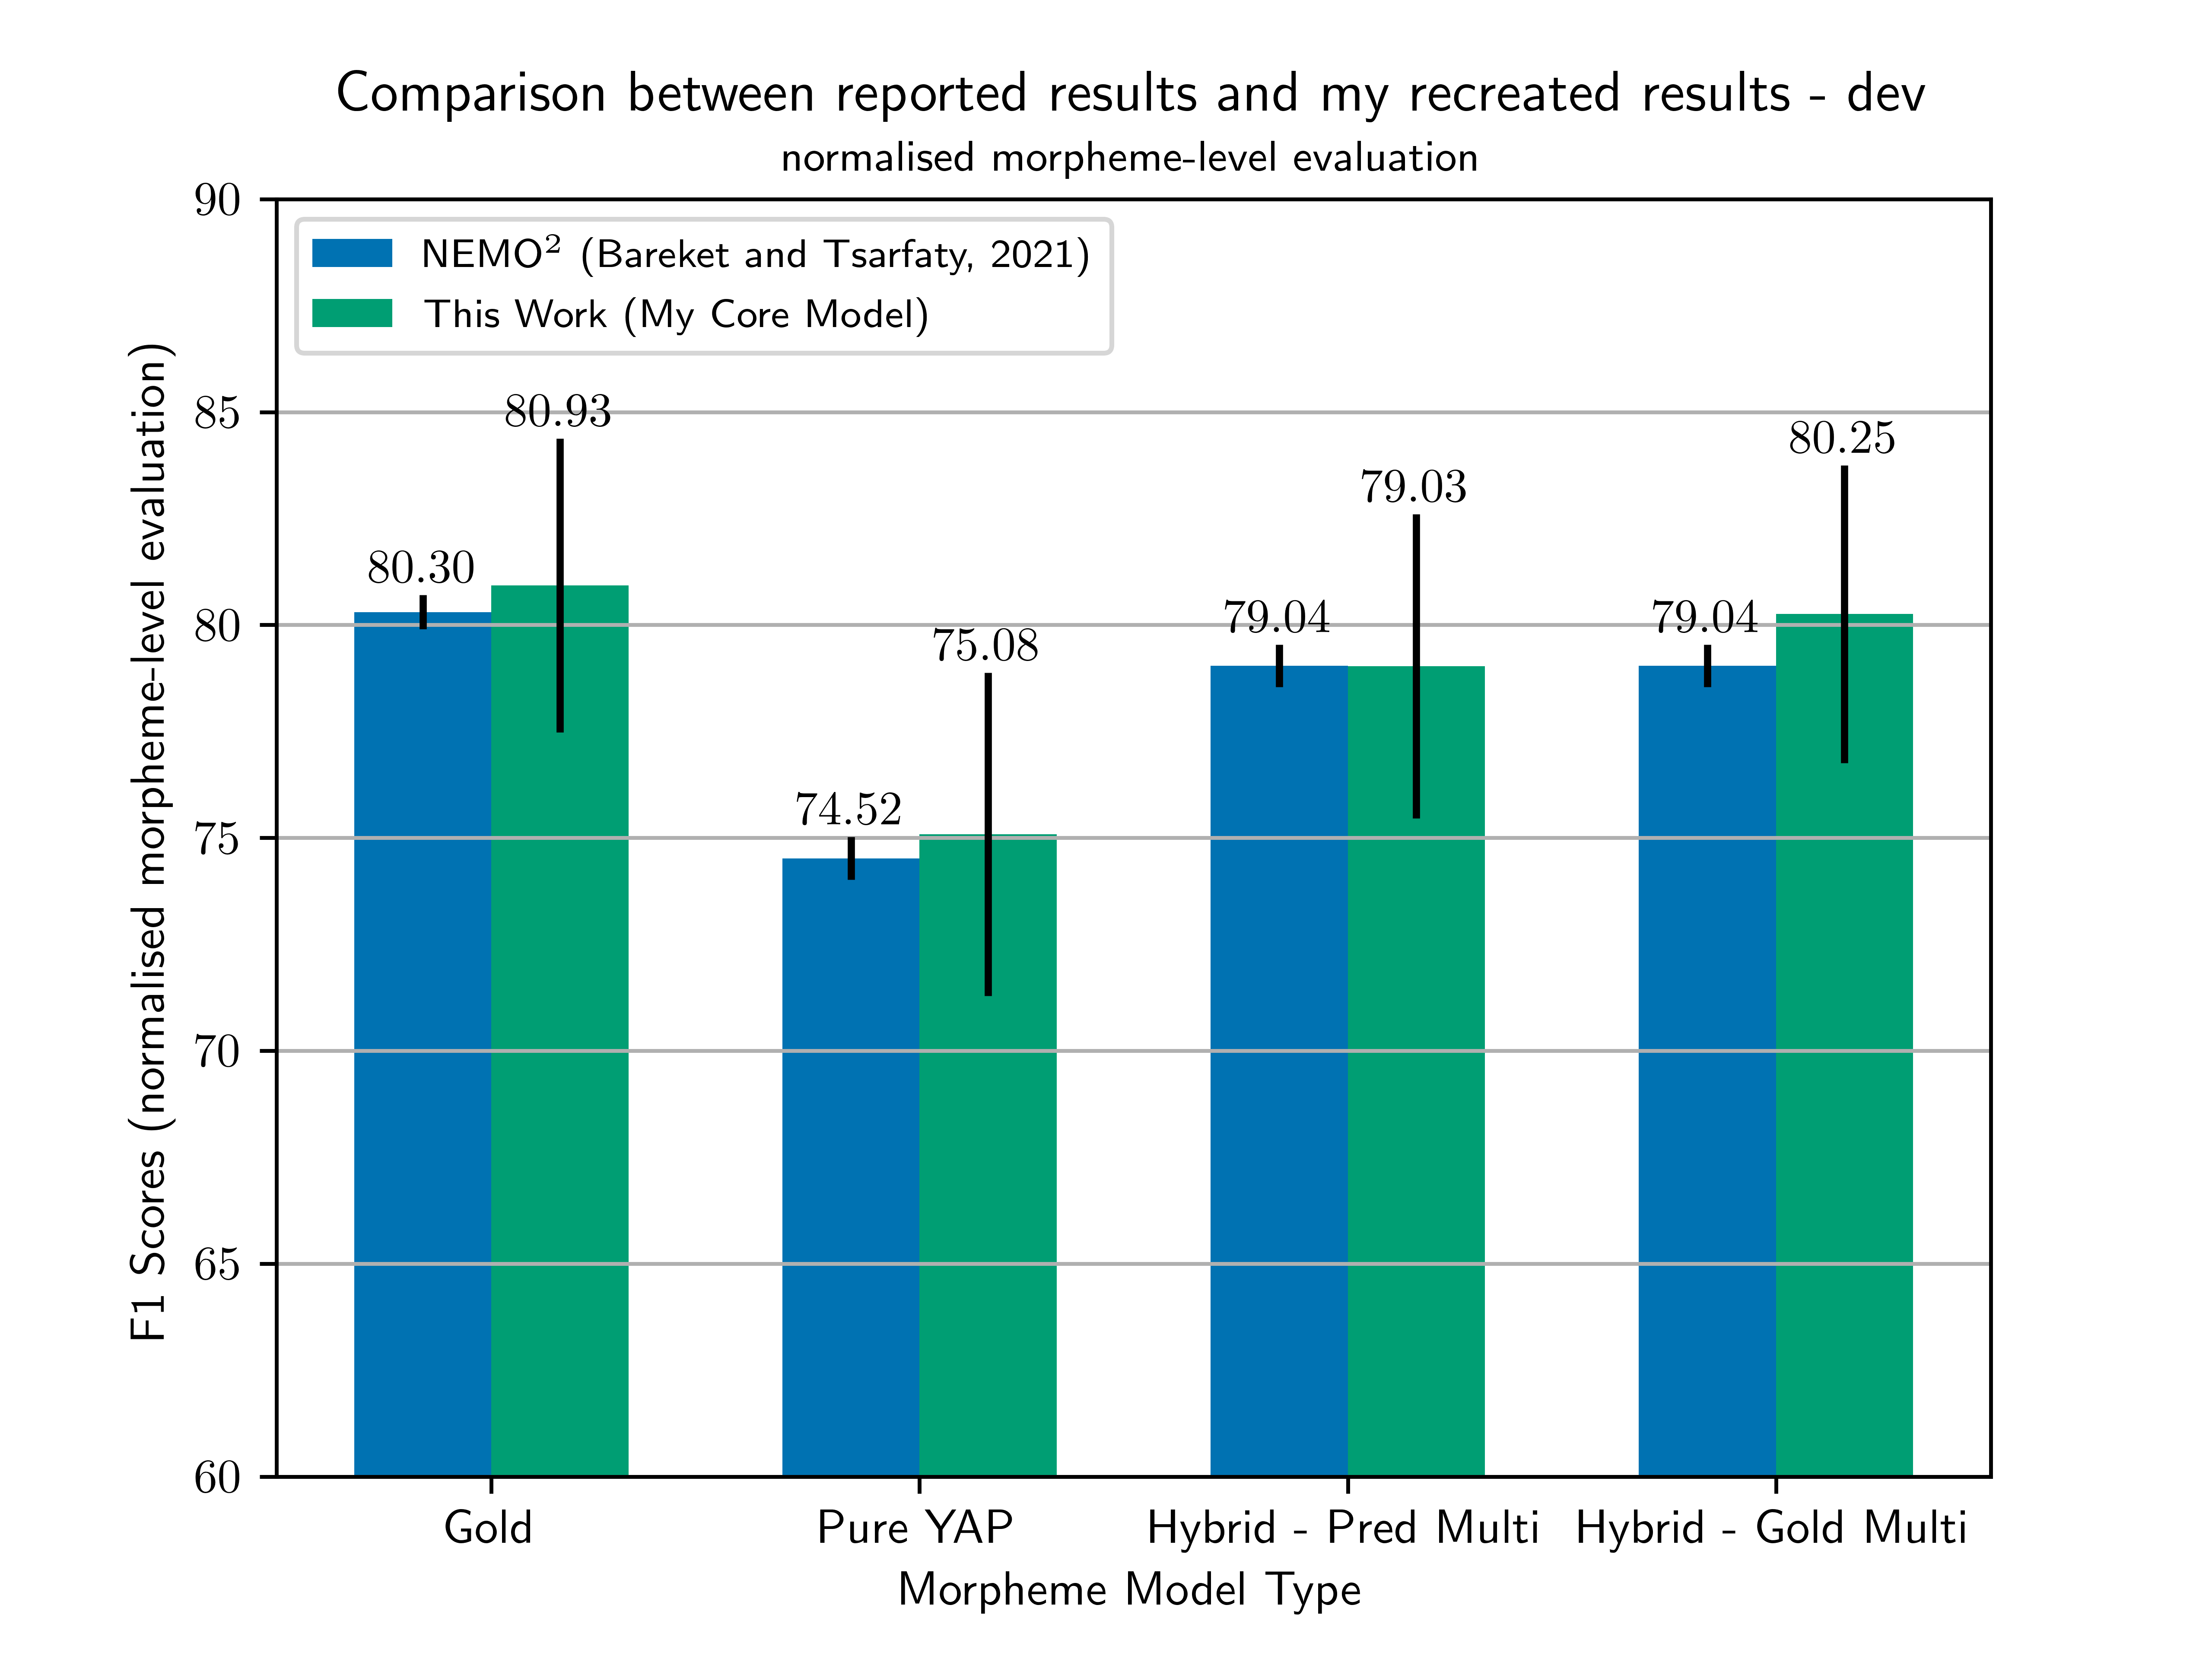 Comparison between reported results and my recreated results - dev
normalised morpheme-level evaluation
NEMO² (Bareket and Tsarfaty, 2021)
This Work (My Core Model)
F1 Scores (normalised morpheme-level evaluation)
90
85
80
75
70
65
60
80.30
80.93
74.52
75.08
79.04
79.03
79.04
80.25
Gold
Pure YAP
Hybrid - Pred Multi
Hybrid - Gold Multi
Morpheme Model Type